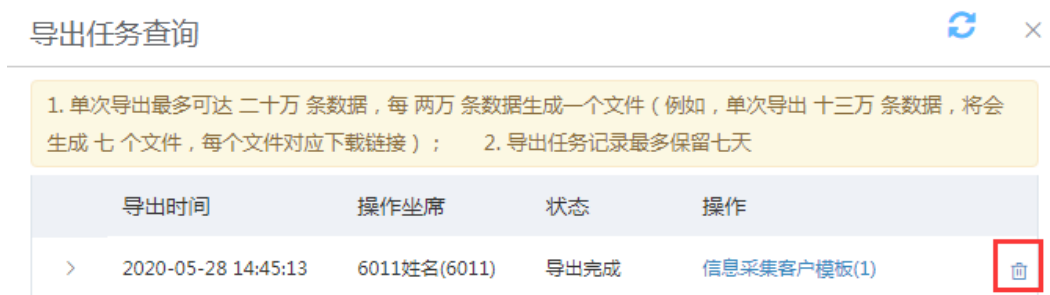 导出任务查询
1. 单次导出最多可达 二十万 条数据，每 两万 条数据生成一个文件（例如，单次导出 十三万 条数据，将会
生成 七 个文件，每个文件对应下载链接）； 2. 导出任务记录最多保留七天
导出时间 操作坐席 状态 操作
2020-05-28 14:45:13 6011姓名(6011) 导出完成 信息采集客户模板(1)